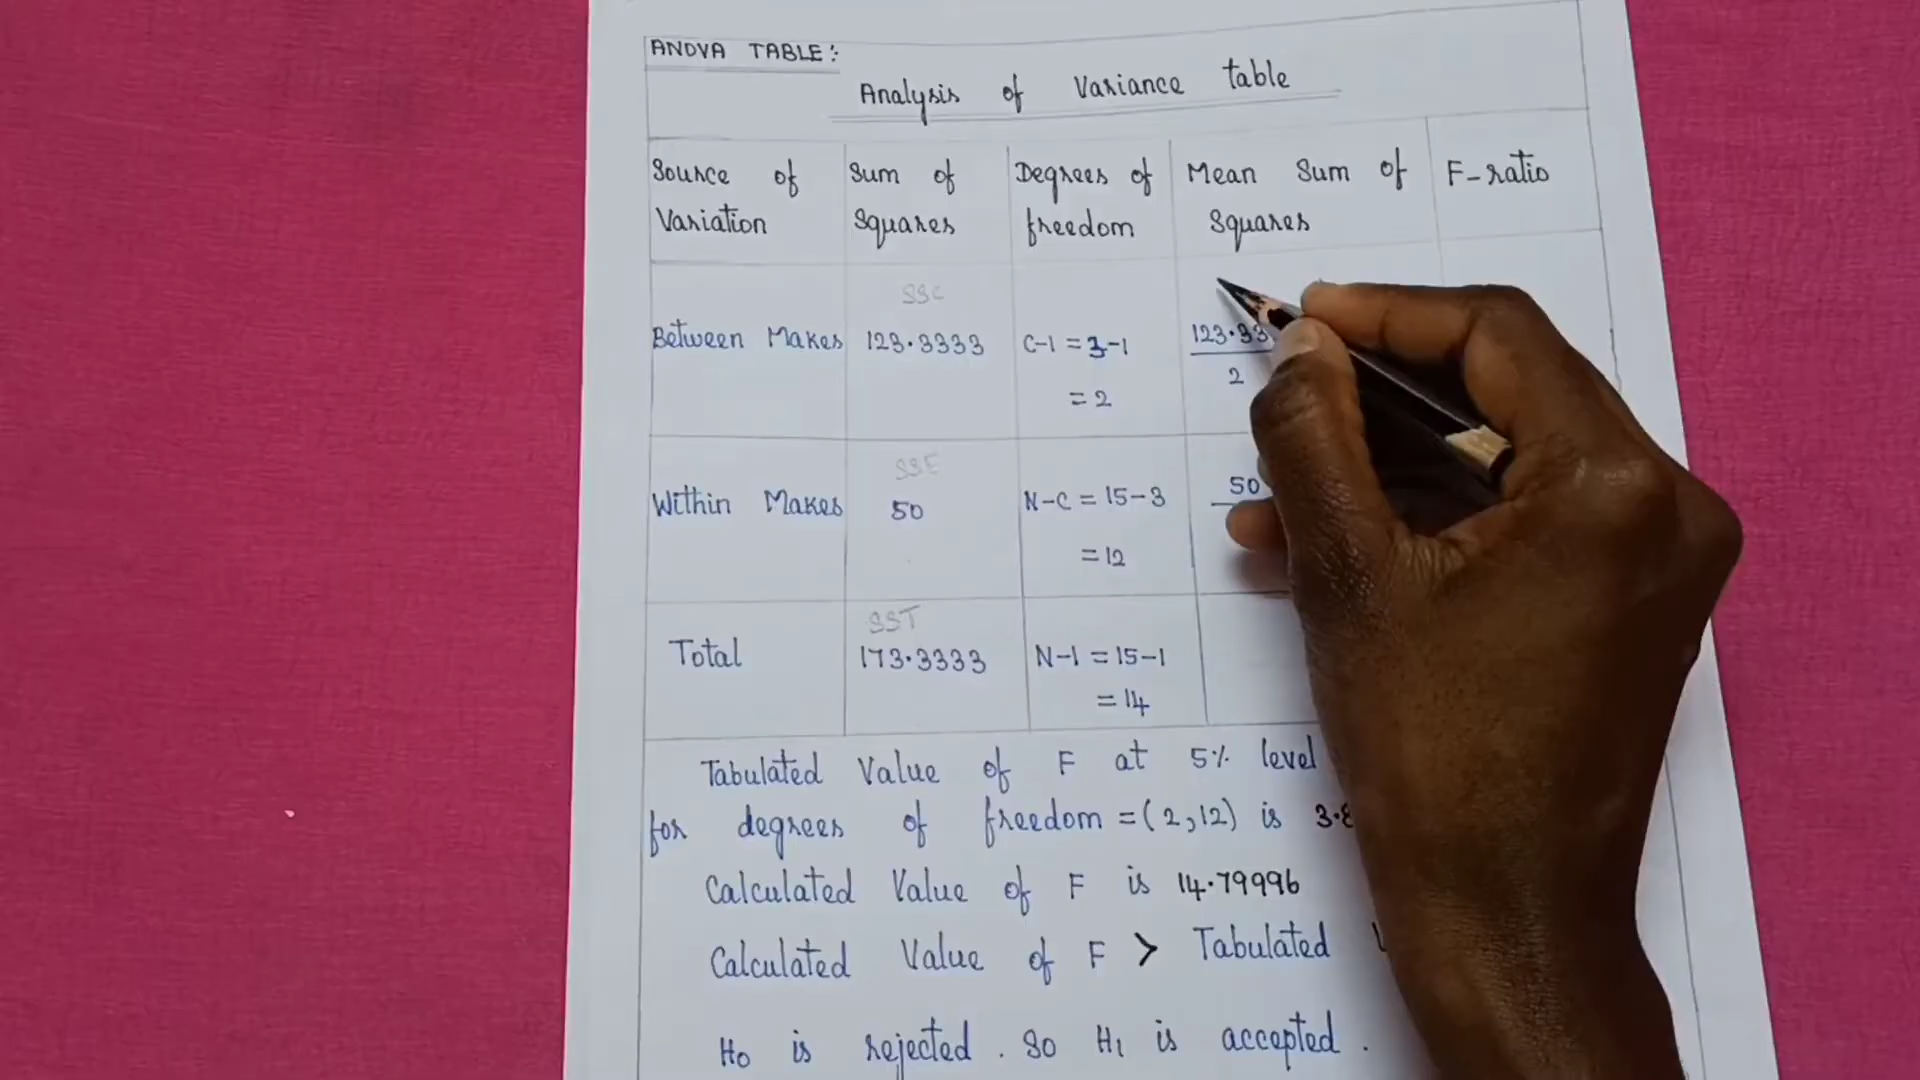 ANOVA TABLE:
Analysis of Variance table
Source of Variation
Sum of Squares
Degrees of freedom
Mean Sum of Squares
F-ratio
SSC
Between Makes
123.3333
C-1 = 3-1
= 2
123.33
2
SSE
Within Makes
50
N-C = 15-3
= 12
50
SST
Total
173.3333
N-1 = 15-1
= 14
Tabulated Value of F at 5% level
for degrees of freedom = (2,12) is
Calculated Value of F is 14.79996
Calculated Value of F > Tabulated
H0 is rejected. So H1 is accepted.